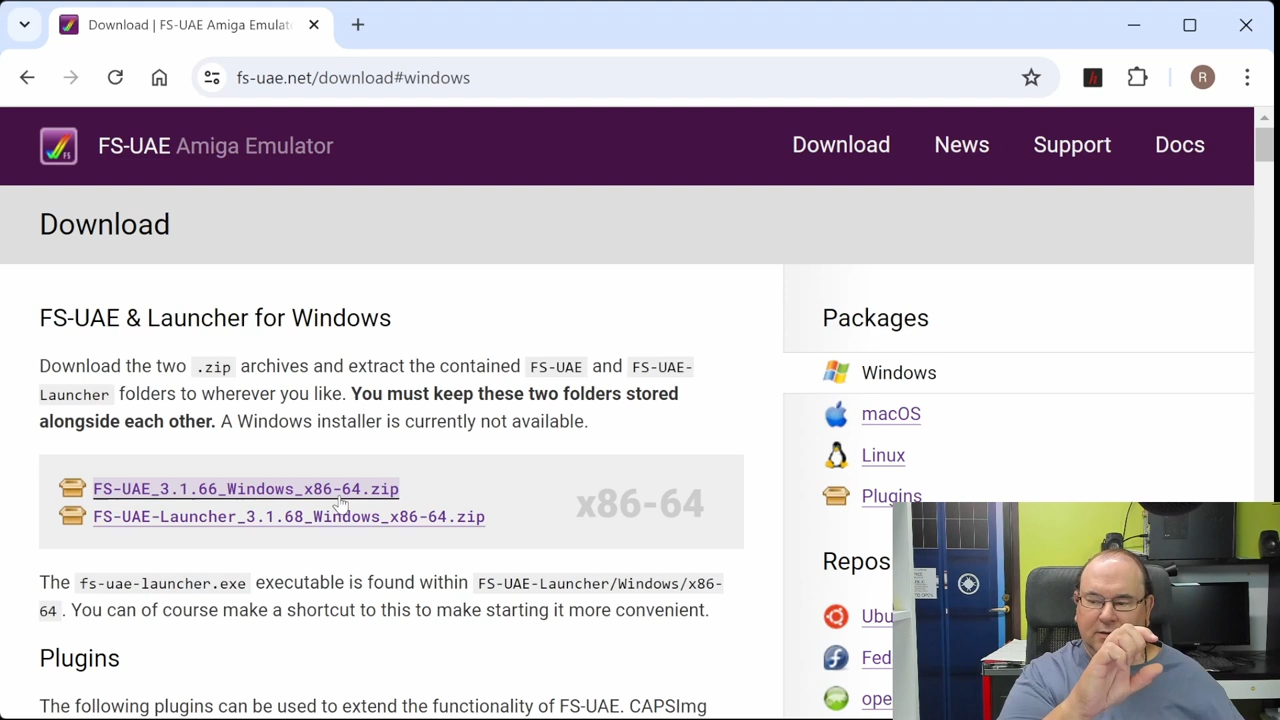 Download | FS-UAE Amiga Emulat
fs-uae.net/download#windows
R
FS-UAE Amiga Emulator
Download
News
Support
Docs
Download
FS-UAE & Launcher for Windows
Download the two .zip archives and extract the contained FS-UAE and FS-UAE-
Launcher folders to wherever you like. You must keep these two folders stored
alongside each other. A Windows installer is currently not available.
FS-UAE_3.1.66_Windows_x86-64.zip
FS-UAE-Launcher_3.1.68_Windows_x86-64.zip
x86-64
The fs-uae-launcher.exe executable is found within FS-UAE-Launcher/Windows/x86-
64. You can of course make a shortcut to this to make starting it more convenient.
Plugins
The following plugins can be used to extend the functionality of FS-UAE. CAPSImg
Packages
Windows
macOS
Linux
Plugins
Repos
Ubu
Fed
ope